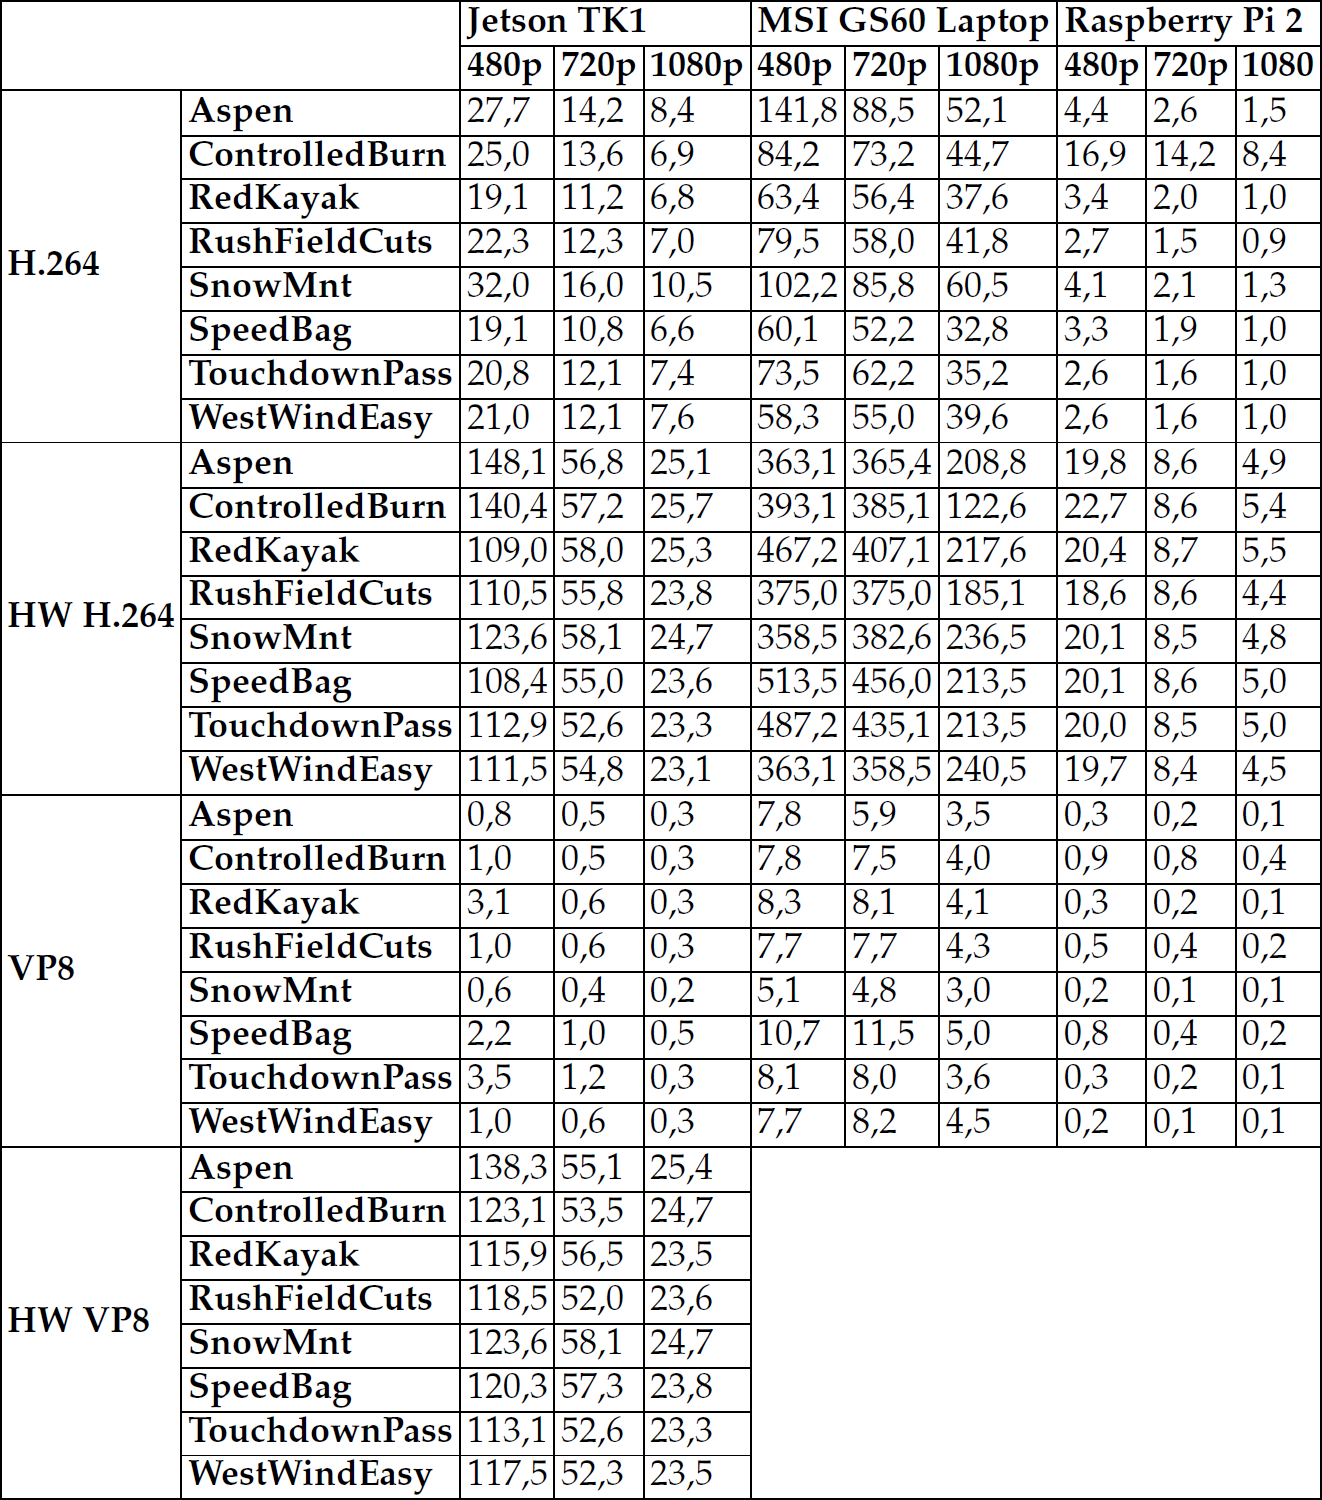 Jetson TK1 MSI GS60 Laptop Raspberry Pi 2
480p 720p 1080p 480p 720p 1080p 480p 720p 1080
H.264
Aspen 27,7 14,2 8,4 141,8 88,5 52,1 4,4 2,6 1,5
ControlledBurn 25,0 13,6 6,9 84,2 73,2 44,7 16,9 14,2 8,4
RedKayak 19,1 11,2 6,8 63,4 56,4 37,6 3,4 2,0 1,0
RushFieldCuts 22,3 12,3 7,0 79,5 58,0 41,8 2,7 1,5 0,9
SnowMnt 32,0 16,0 10,5 102,2 85,8 60,5 4,1 2,1 1,3
SpeedBag 19,1 10,8 6,6 60,1 52,2 32,8 3,3 1,9 1,0
TouchdownPass 20,8 12,1 7,4 73,5 62,2 35,2 2,6 1,6 1,0
WestWindEasy 21,0 12,1 7,6 58,3 55,0 39,6 2,6 1,6 1,0
HW H.264
Aspen 148,1 56,8 25,1 363,1 365,4 208,8 19,8 8,6 4,9
ControlledBurn 140,4 57,2 25,7 393,1 385,1 122,6 22,7 8,6 5,4
RedKayak 109,0 58,0 25,3 467,2 407,1 217,6 20,4 8,7 5,5
RushFieldCuts 110,5 55,8 23,8 375,0 375,0 185,1 18,6 8,6 4,4
SnowMnt 123,6 58,1 24,7 358,5 382,6 236,5 20,1 8,5 4,8
SpeedBag 108,4 55,0 23,6 513,5 456,0 213,5 20,1 8,6 5,0
TouchdownPass 112,9 52,6 23,3 487,2 435,1 213,5 20,0 8,5 5,0
WestWindEasy 111,5 54,8 23,1 363,1 358,5 240,5 19,7 8,4 4,5
VP8
Aspen 0,8 0,5 0,3 7,8 5,9 3,5 0,3 0,2 0,1
ControlledBurn 1,0 0,5 0,3 7,8 7,5 4,0 0,9 0,8 0,4
RedKayak 3,1 0,6 0,3 8,3 8,1 4,1 0,3 0,2 0,1
RushFieldCuts 1,0 0,6 0,3 7,7 7,7 4,3 0,5 0,4 0,2
SnowMnt 0,6 0,4 0,2 5,1 4,8 3,0 0,2 0,1 0,1
SpeedBag 2,2 1,0 0,5 10,7 11,5 5,0 0,8 0,4 0,2
TouchdownPass 3,5 1,2 0,3 8,1 8,0 3,6 0,3 0,2 0,1
WestWindEasy 1,0 0,6 0,3 7,7 8,2 4,5 0,2 0,1 0,1
HW VP8
Aspen 138,3 55,1 25,4
ControlledBurn 123,1 53,5 24,7
RedKayak 115,9 56,5 23,5
RushFieldCuts 118,5 52,0 23,6
SnowMnt 123,6 58,1 24,7
SpeedBag 120,3 57,3 23,8
TouchdownPass 113,1 52,6 23,3
WestWindEasy 117,5 52,3 23,5